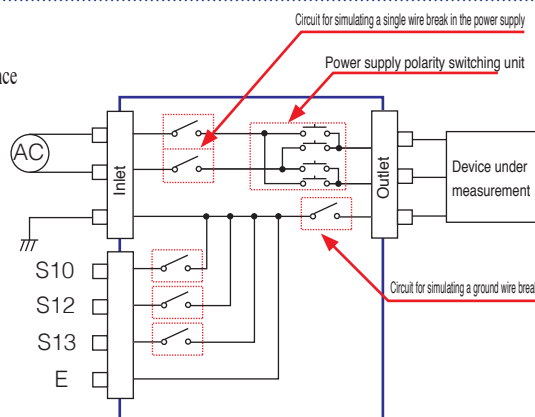 Circuit for simulating a single wire break in the power supply
Power supply polarity switching unit
ce
AC
Inlet
Outlet
Device under
measurement
S10
S12
S13
E
Circuit for simulating a ground wire break